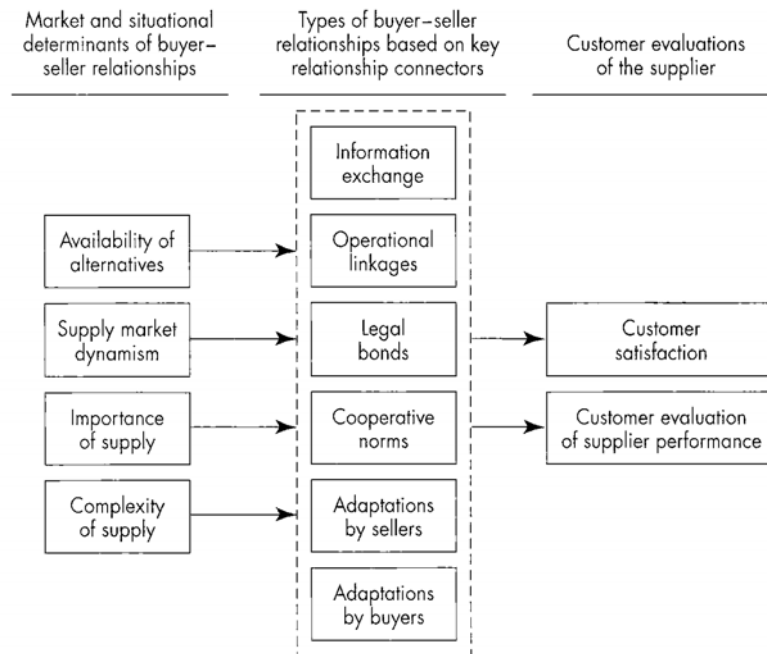 Market and situational
determinants of buyer–
seller relationships
Types of buyer–seller
relationships based on key
relationship connectors
Customer evaluations
of the supplier
Information
exchange
Availability of
alternatives
Operational
linkages
Supply market
dynamism
Legal
bonds
Customer
satisfaction
Importance
of supply
Cooperative
norms
Customer evaluation
of supplier performance
Complexity
of supply
Adaptations
by sellers
Adaptations
by buyers